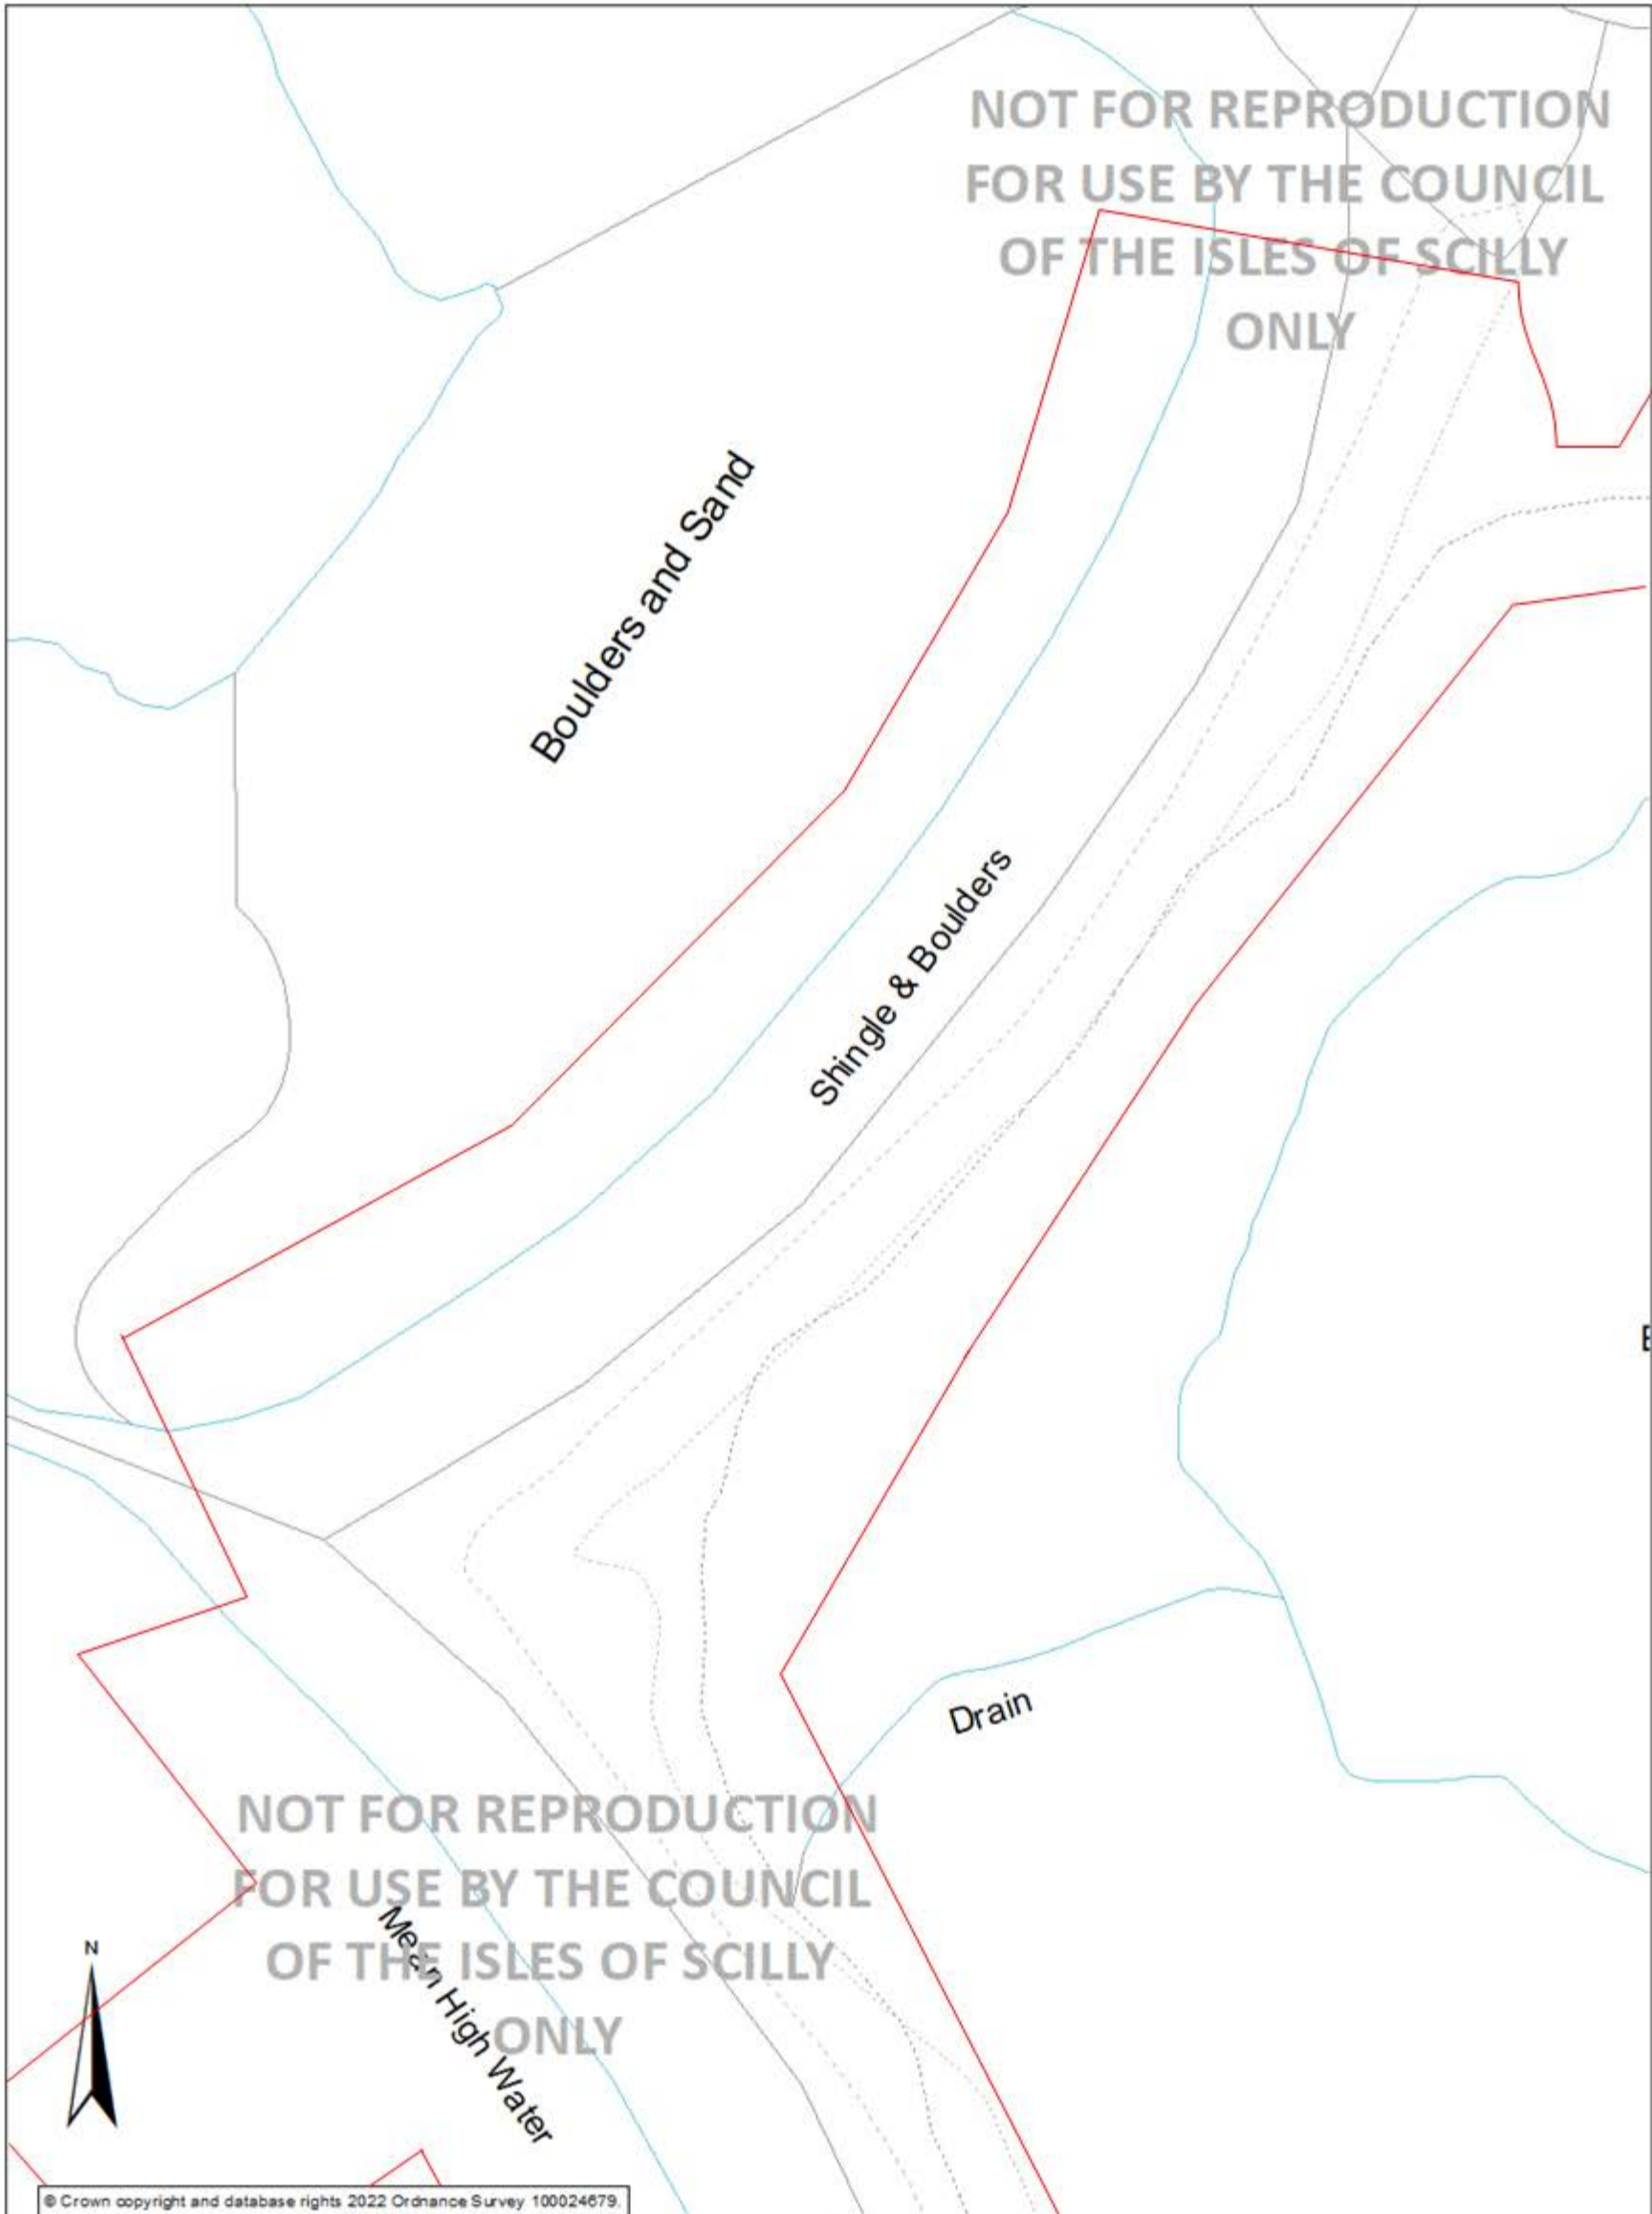 NOT FOR REPRODUCTION
FOR USE BY THE COUNCIL
OF THE ISLES OF SCILLY
ONLY
Boulders and Sand
Shingle & Boulders
Drain
NOT FOR REPRODUCTION
FOR USE BY THE COUNCIL
OF THE ISLES OF SCILLY
ONLY
Mean High Water
N
© Crown copyright and database rights 2022 Ordnance Survey 100024679.